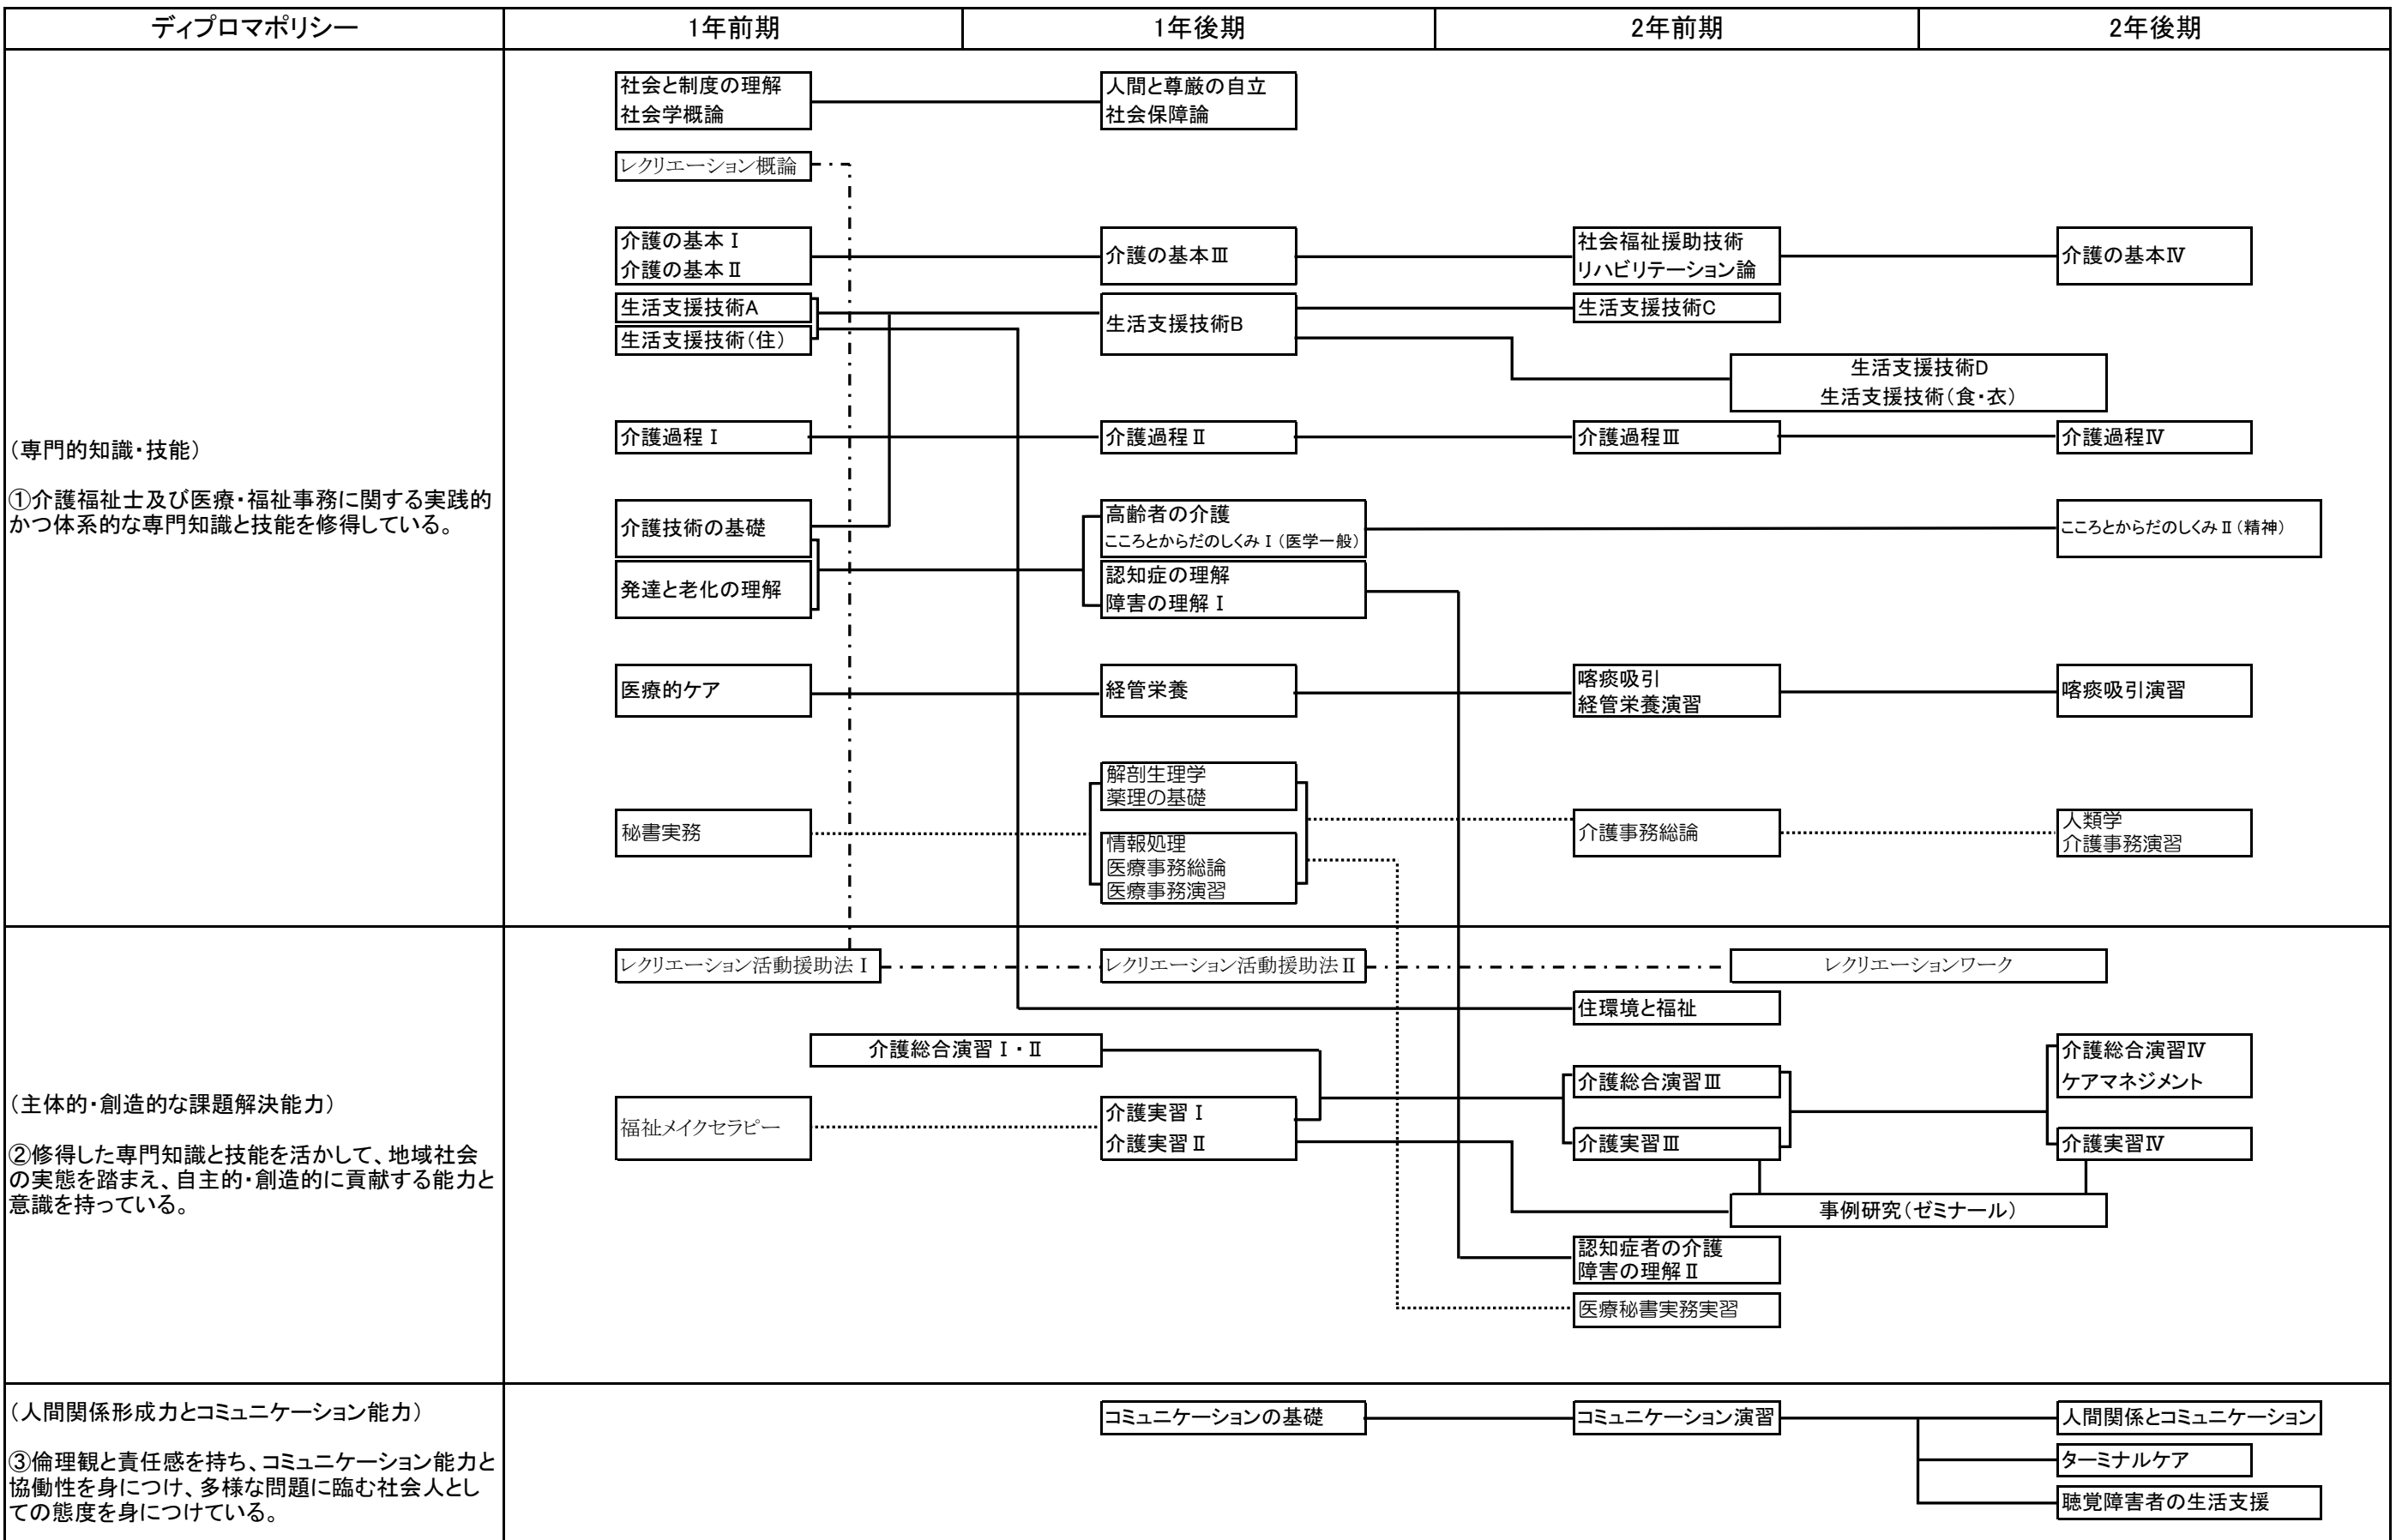 ディプロマポリシー
1年前期
1年後期
2年前期
2年後期
(専門的知識・技能)
①介護福祉士及び医療・福祉事務に関する実践的
かつ体系的な専門知識と技能を修得している。
社会と制度の理解
社会学概論
人間と尊厳の自立
社会保障論
レクリエーション概論
介護の基本Ⅰ
介護の基本Ⅱ
介護の基本Ⅲ
社会福祉援助技術
リハビリテーション論
介護の基本Ⅳ
生活支援技術A
生活支援技術(住)
生活支援技術B
生活支援技術C
生活支援技術D
生活支援技術(食・衣)
介護過程Ⅰ
介護過程Ⅱ
介護過程Ⅲ
介護過程Ⅳ
介護技術の基礎
発達と老化の理解
高齢者の介護
こころとからだのしくみⅠ(医学一般)
認知症の理解
障害の理解Ⅰ
こころとからだのしくみⅡ(精神)
医療的ケア
経管栄養
喀痰吸引
経管栄養演習
喀痰吸引演習
秘書実務
解剖生理学
薬理の基礎
情報処理
医療事務総論
医療事務演習
介護事務総論
人類学
介護事務演習
(主体的・創造的な課題解決能力)
②修得した専門知識と技能を活かして、地域社会
の実態を踏まえ、自主的・創造的に貢献する能力と
意識を持っている。
レクリエーション活動援助法Ⅰ
レクリエーション活動援助法Ⅱ
レクリエーションワーク
住環境と福祉
介護総合演習Ⅰ・Ⅱ
福祉メイクセラピー
介護実習Ⅰ
介護実習Ⅱ
介護総合演習Ⅲ
介護実習Ⅲ
介護総合演習Ⅳ
ケアマネジメント
介護実習Ⅳ
事例研究(ゼミナール)
認知症者の介護
障害の理解Ⅱ
医療秘書実務実習
(人間関係形成力とコミュニケーション能力)
③倫理観と責任感を持ち、コミュニケーション能力と
協働性を身につけ、多様な問題に臨む社会人とし
ての態度を身につけている。
コミュニケーションの基礎
コミュニケーション演習
人間関係とコミュニケーション
ターミナルケア
聴覚障害者の生活支援